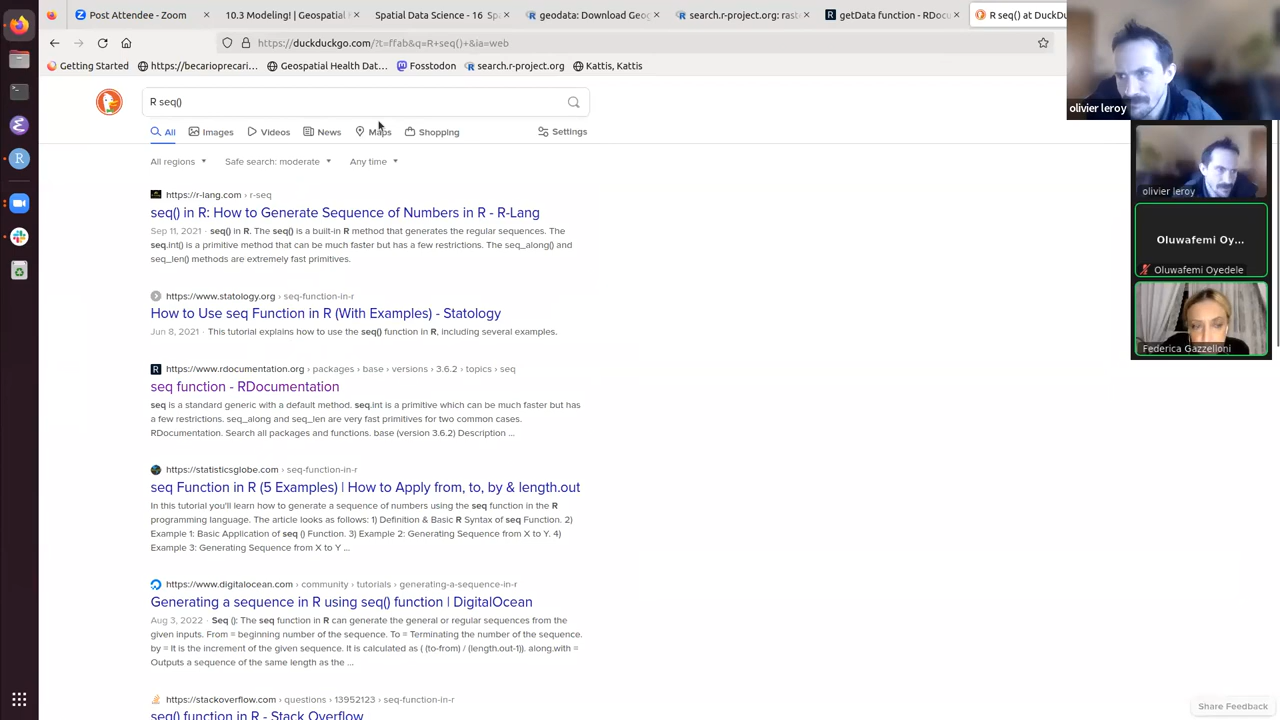 Post Attendee - Zoom
10.3 Modeling! | Geospatial
Spatial Data Science - 16 Sp
geodata: Download Geo
search.r-project.org: raste
getData function - RDocu
R seq() at DuckDu
https://duckduckgo.com/?t=ffab&q=R+seq()+&ia=web
Getting Started
https://becarioprecari...
Geospatial Health Dat...
Fosstodon
search.r-project.org
Kattis, Kattis
R seq()
All
Images
Videos
News
Maps
Shopping
Settings
All regions
Safe search: moderate
Any time
https://r-lang.com › r-seq
seq() in R: How to Generate Sequence of Numbers in R - R-Lang
Sep 11, 2021 · seq() in R. The seq() is a built-in R method that generates the regular sequences. The
seq.int() is a primitive method that can be much faster but has a few restrictions. The seq_along() and
seq_len() methods are extremely fast primitives.
https://www.statology.org › seq-function-in-r
How to Use seq Function in R (With Examples) - Statology
Jun 8, 2021 · This tutorial explains how to use the seq() function in R, including several examples.
https://www.rdocumentation.org › packages › base › versions › 3.6.2 › topics › seq
seq function - RDocumentation
seq is a standard generic with a default method. seq.int is a primitive which can be much faster but has
a few restrictions. seq_along and seq_len are very fast primitives for two common cases.
RDocumentation. Search all packages and functions. base (version 3.6.2) Description ...
https://statisticsglobe.com › seq-function-in-r
seq Function in R (5 Examples) | How to Apply from, to, by & length.out
In this tutorial you'll learn how to generate a sequence of numbers using the seq function in the R
programming language. The article looks as follows: 1) Definition & Basic R Syntax of seq Function. 2)
Example 1: Basic Application of seq () Function. 3) Example 2: Generating Sequence from X to Y. 4)
Example 3: Generating Sequence from X to Y ...
https://www.digitalocean.com › community › tutorials › generating-a-sequence-in-r
Generating a sequence in R using seq() function | DigitalOcean
Aug 3, 2022 · Seq (): The seq function in R can generate the general or regular sequences from the
given inputs. From = beginning number of the sequence. To = Terminating the number of the sequence.
by = It is the increment of the given sequence. It is calculated as ( (to-from) / (length.out-1)). along.with =
Outputs a sequence of the same length as the ...
https://stackoverflow.com › questions › 13952123 › seq-function-in-r
seq() function in R - Stack Overflow
Share Feedback
olivier leroy
olivier leroy
Oluwafemi Oy...
Oluwafemi Oyedele
Federica Gazzelloni